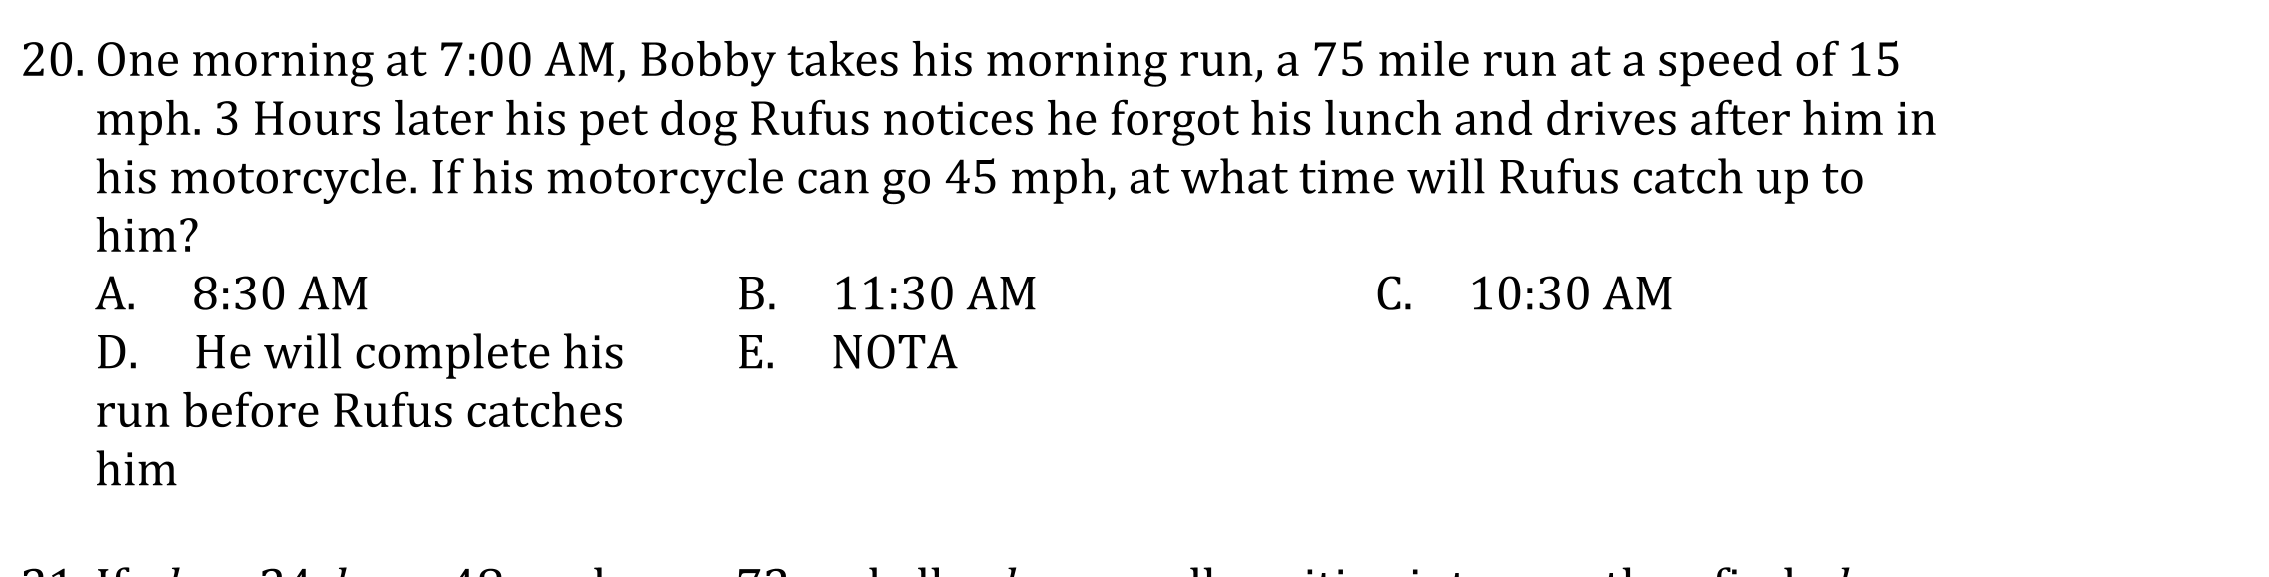 20. One morning at 7:00 AM, Bobby takes his morning run, a 75 mile run at a speed of 15
mph. 3 Hours later his pet dog Rufus notices he forgot his lunch and drives after him in
his motorcycle. If his motorcycle can go 45 mph, at what time will Rufus catch up to
him?
A. 8:30 AM B. 11:30 AM C. 10:30 AM
D. He will complete his E. NOTA
run before Rufus catches
him